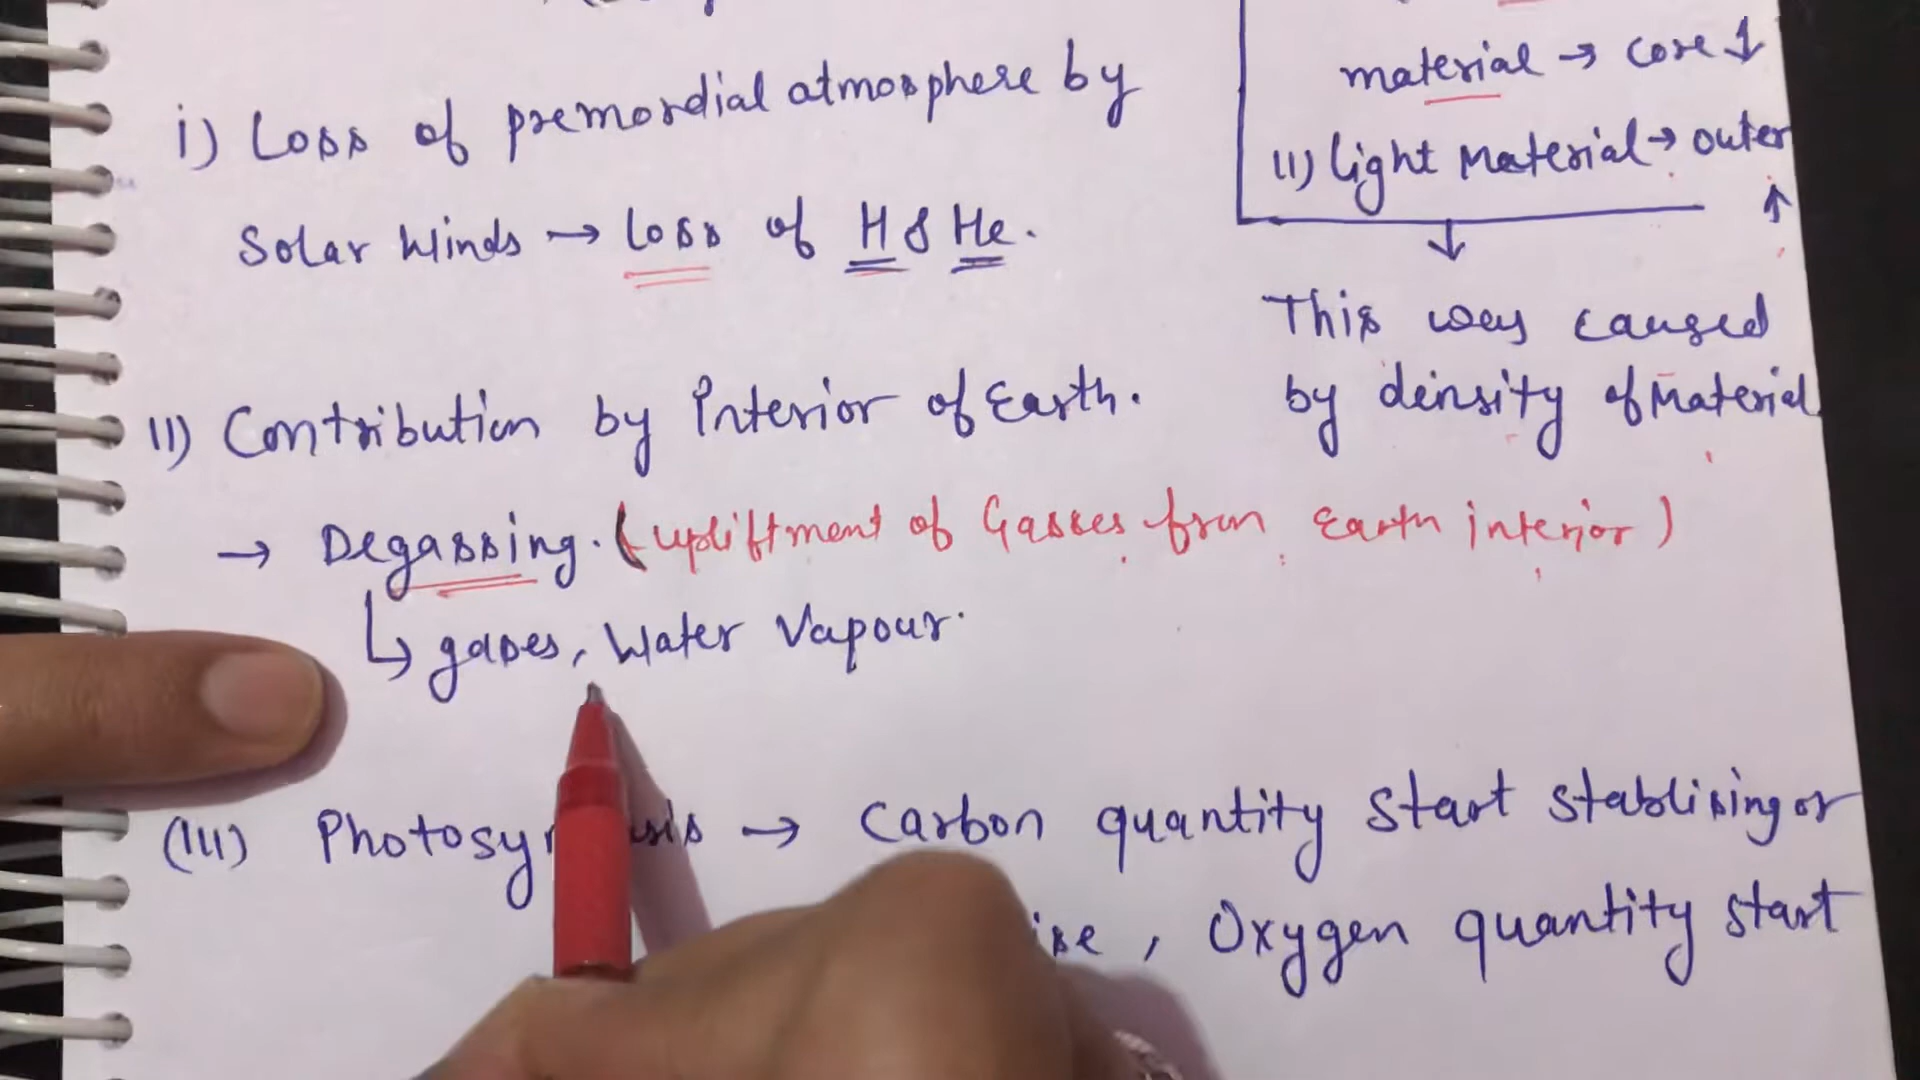 i) Loss of premordial atmosphere by
Solar Winds → loss of H & He.
material → core ↓
II) light Material → outer ↑
This was caused
by density of Material
II) Contribution by Interior of Earth.
→ Degassing. (upliftment of Gasses from Earth interior)
↳ gases, Water Vapour.
(III) → Carbon quantity start stablising or
, Oxygen quantity start